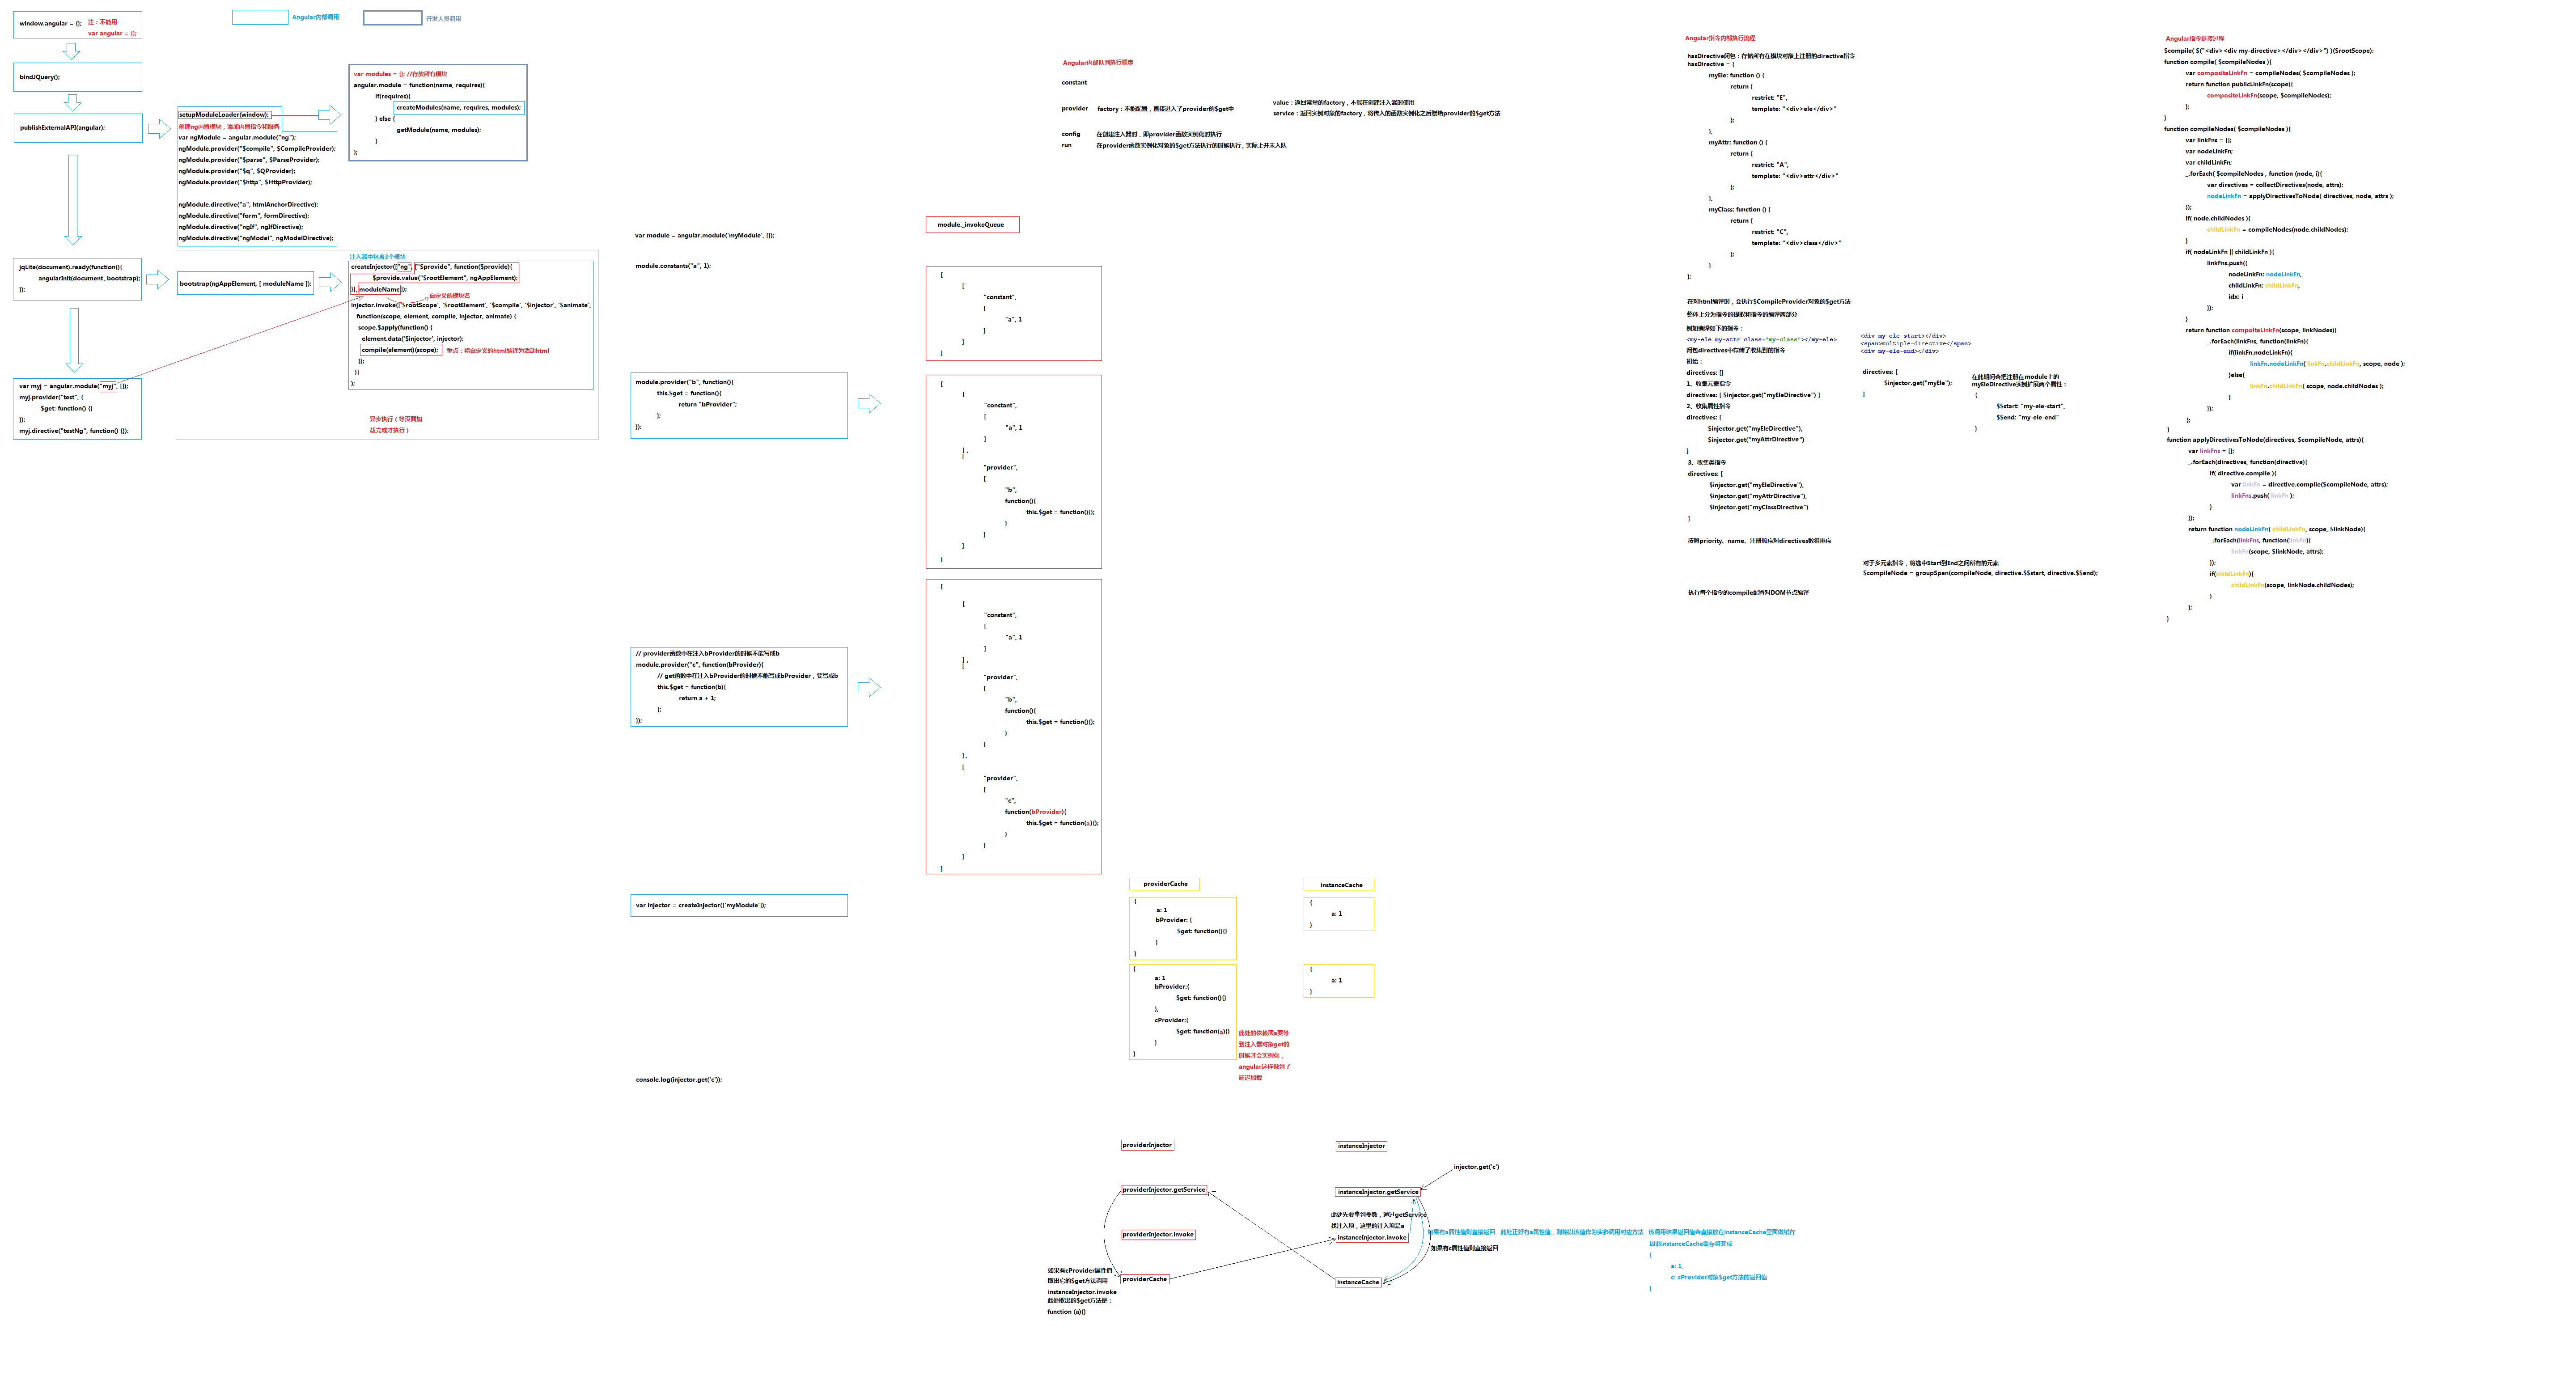 Angular内部调用
开发人员调用
window.angular = {};
注：不能用
var angular = {};
bindJQuery();
publishExternalAPI(angular);
setupModuleLoader(window);
创建ng内置模块，添加内置指令和服务
var ngModule = angular.module("ng");
ngModule.provider("$compile", $CompileProvider);
ngModule.provider("$parse", $ParseProvider);
ngModule.provider("$q", $QProvider);
ngModule.provider("$http", $HttpProvider);
ngModule.directive("a", htmlAnchorDirective);
ngModule.directive("form", formDirective);
ngModule.directive("ngIf", ngIfDirective);
ngModule.directive("ngModel", ngModelDirective);
var modules = {}; //存放所有模块
angular.module = function(name, requires){
if(requires){
createModules(name, requires, modules);
} else {
getModule(name, modules);
}
};
jqLite(document).ready(function(){
angularInit(document, bootstrap);
});
bootstrap(ngAppElement, [ moduleName ]);
注入器中包含3个模块
createInjector(["ng", ["$provide", function($provide){
$provide.value("$rootElement", ngAppElement);
}], moduleName]);
自定义的模块名
injector.invoke(['$rootScope', '$rootElement', '$compile', '$injector', '$animate',
function(scope, element, compile, injector, animate) {
scope.$apply(function() {
element.data('$injector', injector);
compile(element)(scope);
重点：将自定义的html编译为活动html
});
}]
);
异步执行（等页面加
载完成才执行）
var myj = angular.module("myj", []);
myj.provider("test", {
$get: function() {}
});
myj.directive("testNg", function() {});
var module = angular.module('myModule', []);
module.constants("a", 1);
module.provider("b", function(){
this.$get = function(){
return "bProvider";
};
});
// provider函数中在注入bProvider的时候不能写成b
module.provider("c", function(bProvider){
// get函数中在注入bProvider的时候不能写成bProvider，要写成b
this.$get = function(b){
return a + 1;
};
});
var injector = createInjector(['myModule']);
console.log(injector.get('c'));
module._invokeQueue
[
[
"constant",
[
"a", 1
]
]
]
[
[
"constant",
[
"a", 1
]
],
[
"provider",
[
"b",
function(){
this.$get = function(){};
}
]
]
]
[
[
"constant",
[
"a", 1
]
],
[
"provider",
[
"b",
function(){
this.$get = function(){};
}
]
],
[
"provider",
[
"c",
function(bProvider){
this.$get = function(a){};
}
]
]
]
Angular内部队列执行顺序
constant
provider
factory：不能配置，直接进入了provider的$get中
value：返回常量的factory，不能在创建注入器时使用
service：返回实例对象的factory，将传入的函数实例化之后赋给provider的$get方法
config
在创建注入器时，即provider函数实例化时执行
run
在provider函数实例化对象的$get方法执行的时候执行，实际上并未入队
providerCache
{
a: 1
bProvider: {
$get: function(){}
}
}
{
a: 1
bProvider:{
$get: function(){}
},
cProvider:{
$get: function(a){}
}
}
此处的依赖项a要等
到注入器对象get的
时候才会实例化，
angular这样做到了
延迟加载
instanceCache
{
a: 1
}
{
a: 1
}
providerInjector
instanceInjector
injector.get('c')
providerInjector.getService
instanceInjector.getService
此处先要拿到参数，通过getService
找注入项，这里的注入项是a
providerInjector.invoke
instanceInjector.invoke
如果有a属性值则直接返回
此处正好有a属性值，则将以该值作为实参调用对应方法
该调用结果返回值会直接放在instanceCache里面做缓存
因此instanceCache缓存将变成
{
a: 1,
c: cProvider对象$get方法的返回值
}
如果有c属性值则直接返回
如果有cProvider属性值
取出它的$get方法调用
instanceInjector.invoke
此处取出的$get方法是：
function (a){}
providerCache
instanceCache
Angular指令内部执行流程
hasDirective闭包：存储所有在模块对象上注册的directive指令
hasDirective = {
myEle: function () {
return {
restrict: "E",
template: "<div>ele</div>"
};
},
myAttr: function () {
return {
restrict: "A",
template: "<div>attr</div>"
};
},
myClass: function () {
return {
restrict: "C",
template: "<div>class</div>"
};
}
};
在对html编译时，会执行$CompileProvider对象的$get方法
整体上分为指令的提取和指令的编译两部分
例如编译如下的指令：
<my-ele my-attr class="my-class"></my-ele>
闭包directives中存储了收集到的指令
初始：
directives: []
1、收集元素指令
directives: [ $injector.get("myEleDirective") ]
2、收集属性指令
directives: [
$injector.get("myEleDirective"),
$injector.get("myAttrDirective")
]
3、收集类指令
directives: [
$injector.get("myEleDirective"),
$injector.get("myAttrDirective"),
$injector.get("myClassDirective")
]
按照priority、name、注册顺序对directives数组排序
执行每个指令的compile配置对DOM节点编译
<div my-ele-start></div>
<span>multiple-directive</span>
<div my-ele-end></div>
directives: [
$injector.get("myEle");
]
在此期间会把注册在module上的
myEleDirective实例扩展两个属性：
{
$$start: "my-ele-start",
$$end: "my-ele-end"
}
对于多元素指令，将选中Start到End之间所有的元素
$compileNode = groupSpan(compileNode, directive.$$start, directive.$$end);
Angular指令链接过程
$compile( $("<div><div my-directive></div></div>") )($rootScope);
function compile( $compileNodes ){
var compositeLinkFn = compileNodes( $compileNodes );
return function publicLinkFn(scope){
compositeLinkFn(scope, $compileNodes);
};
}
function compileNodes( $compileNodes ){
var linkFns = [];
var nodeLinkFn;
var childLinkFn;
_.forEach( $compileNodes , function (node, i){
var directives = collectDirectives(node, attrs);
nodeLinkFn = applyDirectivesToNode( directives, node, attrs );
});
if( node.childNodes ){
childLinkFn = compileNodes(node.childNodes);
}
if( nodeLinkFn || childLinkFn ){
linkFns.push({
nodeLinkFn: nodeLinkFn,
childLinkFn: childLinkFn,
idx: i
});
}
return function compoiteLinkFn(scope, linkNodes){
_.forEach(linkFns, function(linkFn){
if(linkFn.nodeLinkFn){
linkFn.nodeLinkFn( linkFn.childLinkFn, scope, node );
}else{
linkFn.childLinkFn( scope, node.childNodes );
}
});
};
}
function applyDirectivesToNode(directives, $compileNode, attrs){
var linkFns = [];
_.forEach(directives, function(directive){
if( directive.compile ){
var linkFn = directive.compile($compileNode, attrs);
linkFns.push( linkFn );
}
});
return function nodeLinkFn( childLinkFn, scope, $linkNode){
_.forEach(linkFns, function(linkFn){
linkFn(scope, $linkNode, attrs);
});
if(childLinkFn){
childLinkFn(scope, linkNode.childNodes);
}
};
}